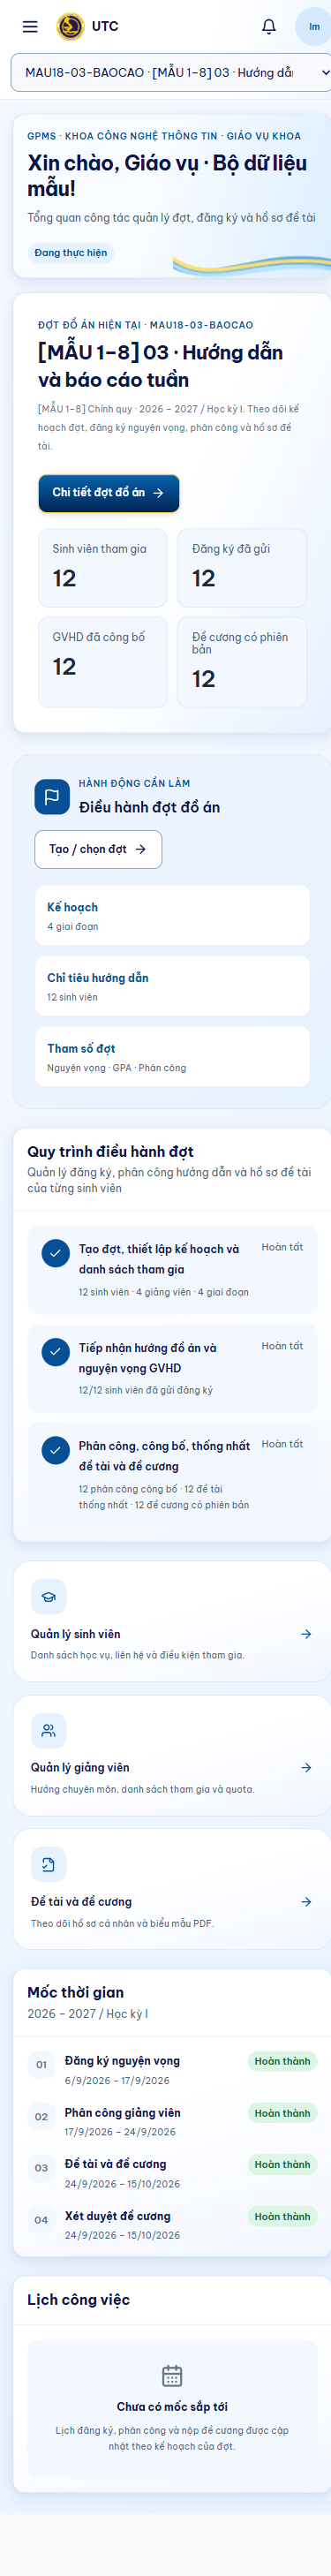 UTC
lm
MAU18-03-BAOCAO · [MẪU 1–8] 03 · Hướng dẫn
GPMS · KHOA CÔNG NGHỆ THÔNG TIN · GIÁO VỤ KHOA
Xin chào, Giáo vụ · Bộ dữ liệu
mẫu!
Tổng quan công tác quản lý đợt, đăng ký và hồ sơ đề tài
Đang thực hiện
ĐỢT ĐỒ ÁN HIỆN TẠI · MAU18-03-BAOCAO
[MẪU 1–8] 03 · Hướng dẫn
và báo cáo tuần
[MẪU 1–8] Chính quy · 2026 – 2027 / Học kỳ I. Theo dõi kế
hoạch đợt, đăng ký nguyện vọng, phân công và hồ sơ đề
tài.
Chi tiết đợt đồ án
Sinh viên tham gia
12
Đăng ký đã gửi
12
GVHD đã công bố
12
Đề cương có phiên
bản
12
HÀNH ĐỘNG CẦN LÀM
Điều hành đợt đồ án
Tạo / chọn đợt
Kế hoạch
4 giai đoạn
Chỉ tiêu hướng dẫn
12 sinh viên
Tham số đợt
Nguyện vọng · GPA · Phân công
Quy trình điều hành đợt
Quản lý đăng ký, phân công hướng dẫn và hồ sơ đề tài
của từng sinh viên
Tạo đợt, thiết lập kế hoạch và
danh sách tham gia
Hoàn tất
12 sinh viên · 4 giảng viên · 4 giai đoạn
Tiếp nhận hướng đồ án và
nguyện vọng GVHD
Hoàn tất
12/12 sinh viên đã gửi đăng ký
Phân công, công bố, thống nhất
đề tài và đề cương
Hoàn tất
12 phân công công bố · 12 đề tài
thống nhất · 12 đề cương có phiên bản
Quản lý sinh viên
Danh sách học vụ, liên hệ và điều kiện tham gia.
Quản lý giảng viên
Hướng chuyên môn, danh sách tham gia và quota.
Đề tài và đề cương
Theo dõi hồ sơ cá nhân và biểu mẫu PDF.
Mốc thời gian
2026 – 2027 / Học kỳ I
01
Đăng ký nguyện vọng
Hoàn thành
6/9/2026 – 17/9/2026
02
Phân công giảng viên
Hoàn thành
17/9/2026 – 24/9/2026
03
Đề tài và đề cương
Hoàn thành
24/9/2026 – 15/10/2026
04
Xét duyệt đề cương
Hoàn thành
24/9/2026 – 15/10/2026
Lịch công việc
Chưa có mốc sắp tới
Lịch đăng ký, phân công và nộp đề cương được cập
nhật theo kế hoạch của đợt.